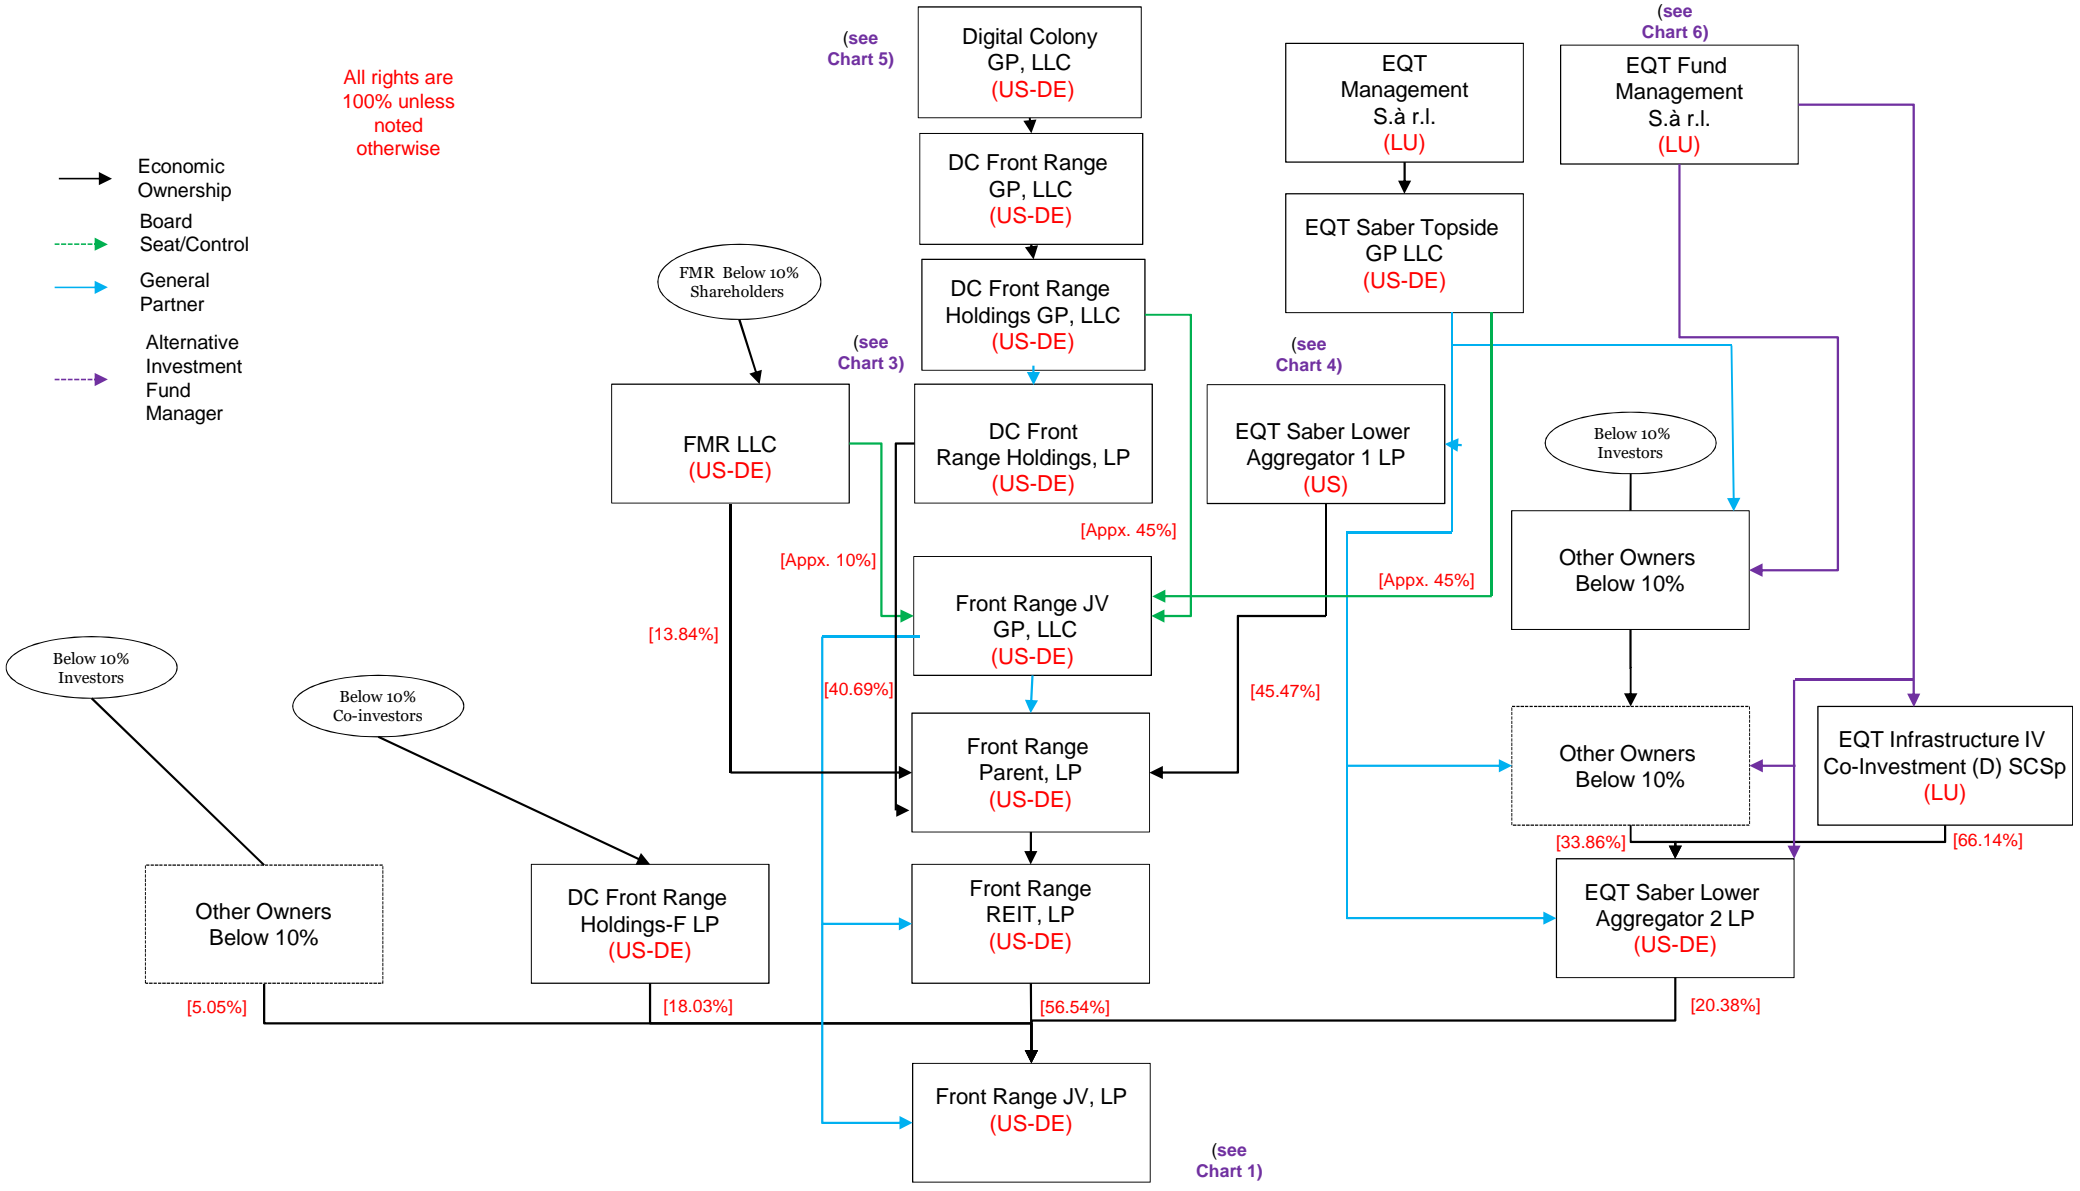 (see
Chart 5)
Digital Colony
GP, LLC
(US-DE)
(see
Chart 6)
EQT
Management
S.à r.l.
(LU)
EQT Fund
Management
S.à r.l.
(LU)
All rights are
100% unless
noted
otherwise
Economic
Ownership
Board
Seat/Control
General
Partner
Alternative
Investment
Fund
Manager
DC Front Range
GP, LLC
(US-DE)
EQT Saber Topside
GP LLC
(US-DE)
FMR Below 10%
Shareholders
DC Front Range
Holdings GP, LLC
(US-DE)
(see
Chart 3)
(see
Chart 4)
FMR LLC
(US-DE)
DC Front
Range Holdings, LP
(US-DE)
EQT Saber Lower
Aggregator 1 LP
(US)
Below 10%
Investors
[Appx. 10%]
[Appx. 45%]
[Appx. 45%]
Other Owners
Below 10%
Front Range JV
GP, LLC
(US-DE)
[13.84%]
[40.69%]
[45.47%]
Below 10%
Investors
Below 10%
Co-investors
Front Range
Parent, LP
(US-DE)
Other Owners
Below 10%
EQT Infrastructure IV
Co-Investment (D) SCSp
(LU)
[33.86%]
[66.14%]
Other Owners
Below 10%
DC Front Range
Holdings-F LP
(US-DE)
Front Range
REIT, LP
(US-DE)
EQT Saber Lower
Aggregator 2 LP
(US-DE)
[5.05%]
[18.03%]
[56.54%]
[20.38%]
Front Range JV, LP
(US-DE)
(see
Chart 1)